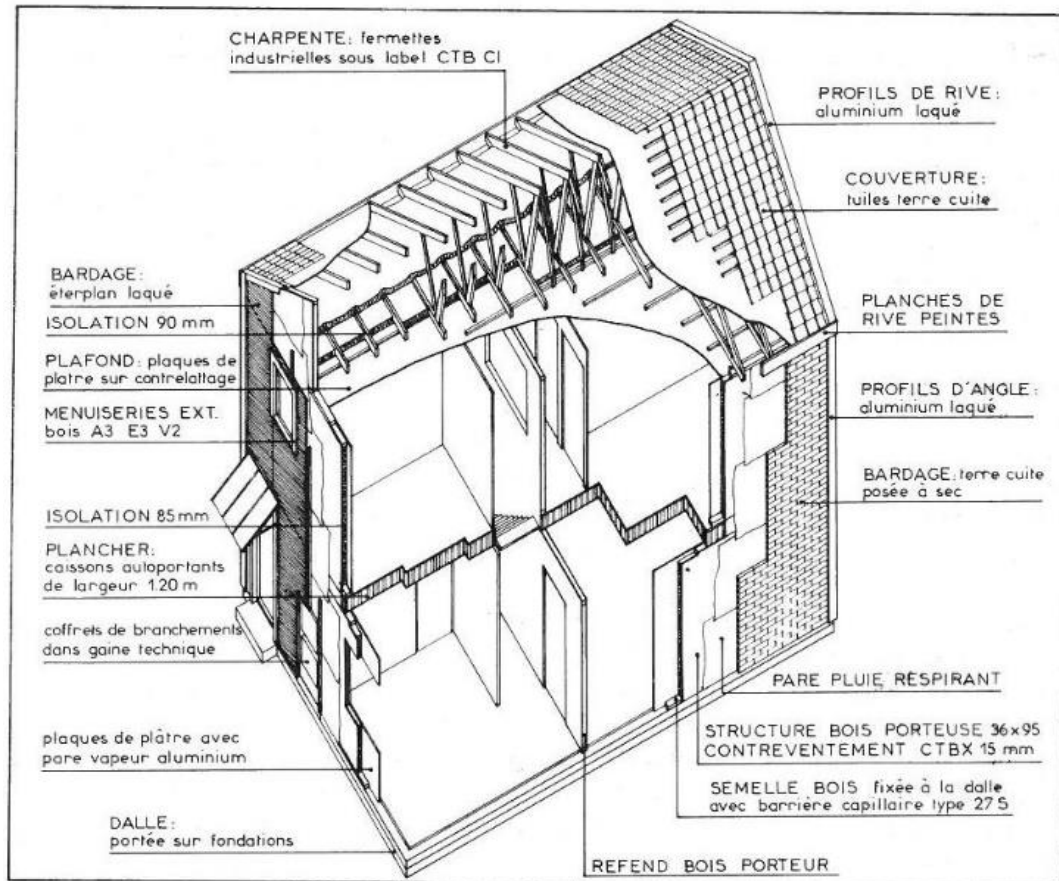 CHARPENTE: fermettes
industrielles sous label CTB CI
PROFILS DE RIVE:
aluminium laqué
COUVERTURE:
tuiles terre cuite
BARDAGE:
éterplan laqué
ISOLATION 90 mm
PLAFOND: plaques de
platre sur contrelattage
MENUISERIES EXT.
bois A3 E3 V2
ISOLATION 85 mm
PLANCHER:
caissons autoportants
de largeur 1.20 m
coffrets de branchements
dans gaine technique
plaques de plâtre avec
pare vapeur aluminium
DALLE:
portée sur fondations
PLANCHES DE
RIVE PEINTES
PROFILS D'ANGLE:
aluminium laqué
BARDAGE: terre cuite
posée à sec
PARE PLUIE RESPIRANT
STRUCTURE BOIS PORTEUSE 36x95
CONTREVENTEMENT CTBX 15 mm
SEMELLE BOIS fixée à la dalle
avec barrière capillaire type 27 S
REFEND BOIS PORTEUR